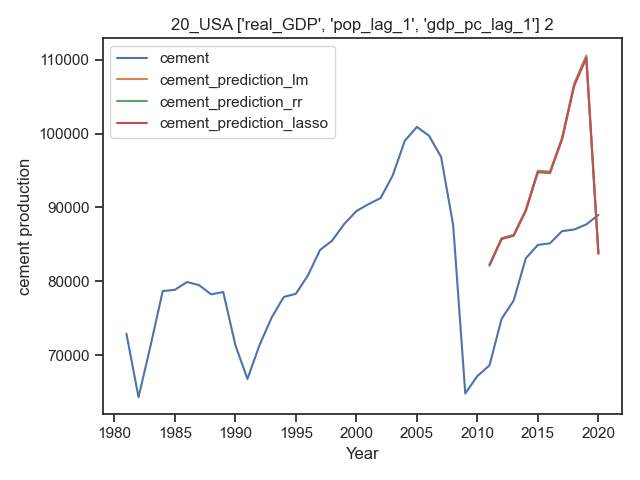 20_USA ['real_GDP', 'pop_lag_1', 'gdp_pc_lag_1'] 2
cement
cement_prediction_lm
cement_prediction_rr
cement_prediction_lasso
cement production
110000
100000
90000
80000
70000
1980 1985 1990 1995 2000 2005 2010 2015 2020
Year